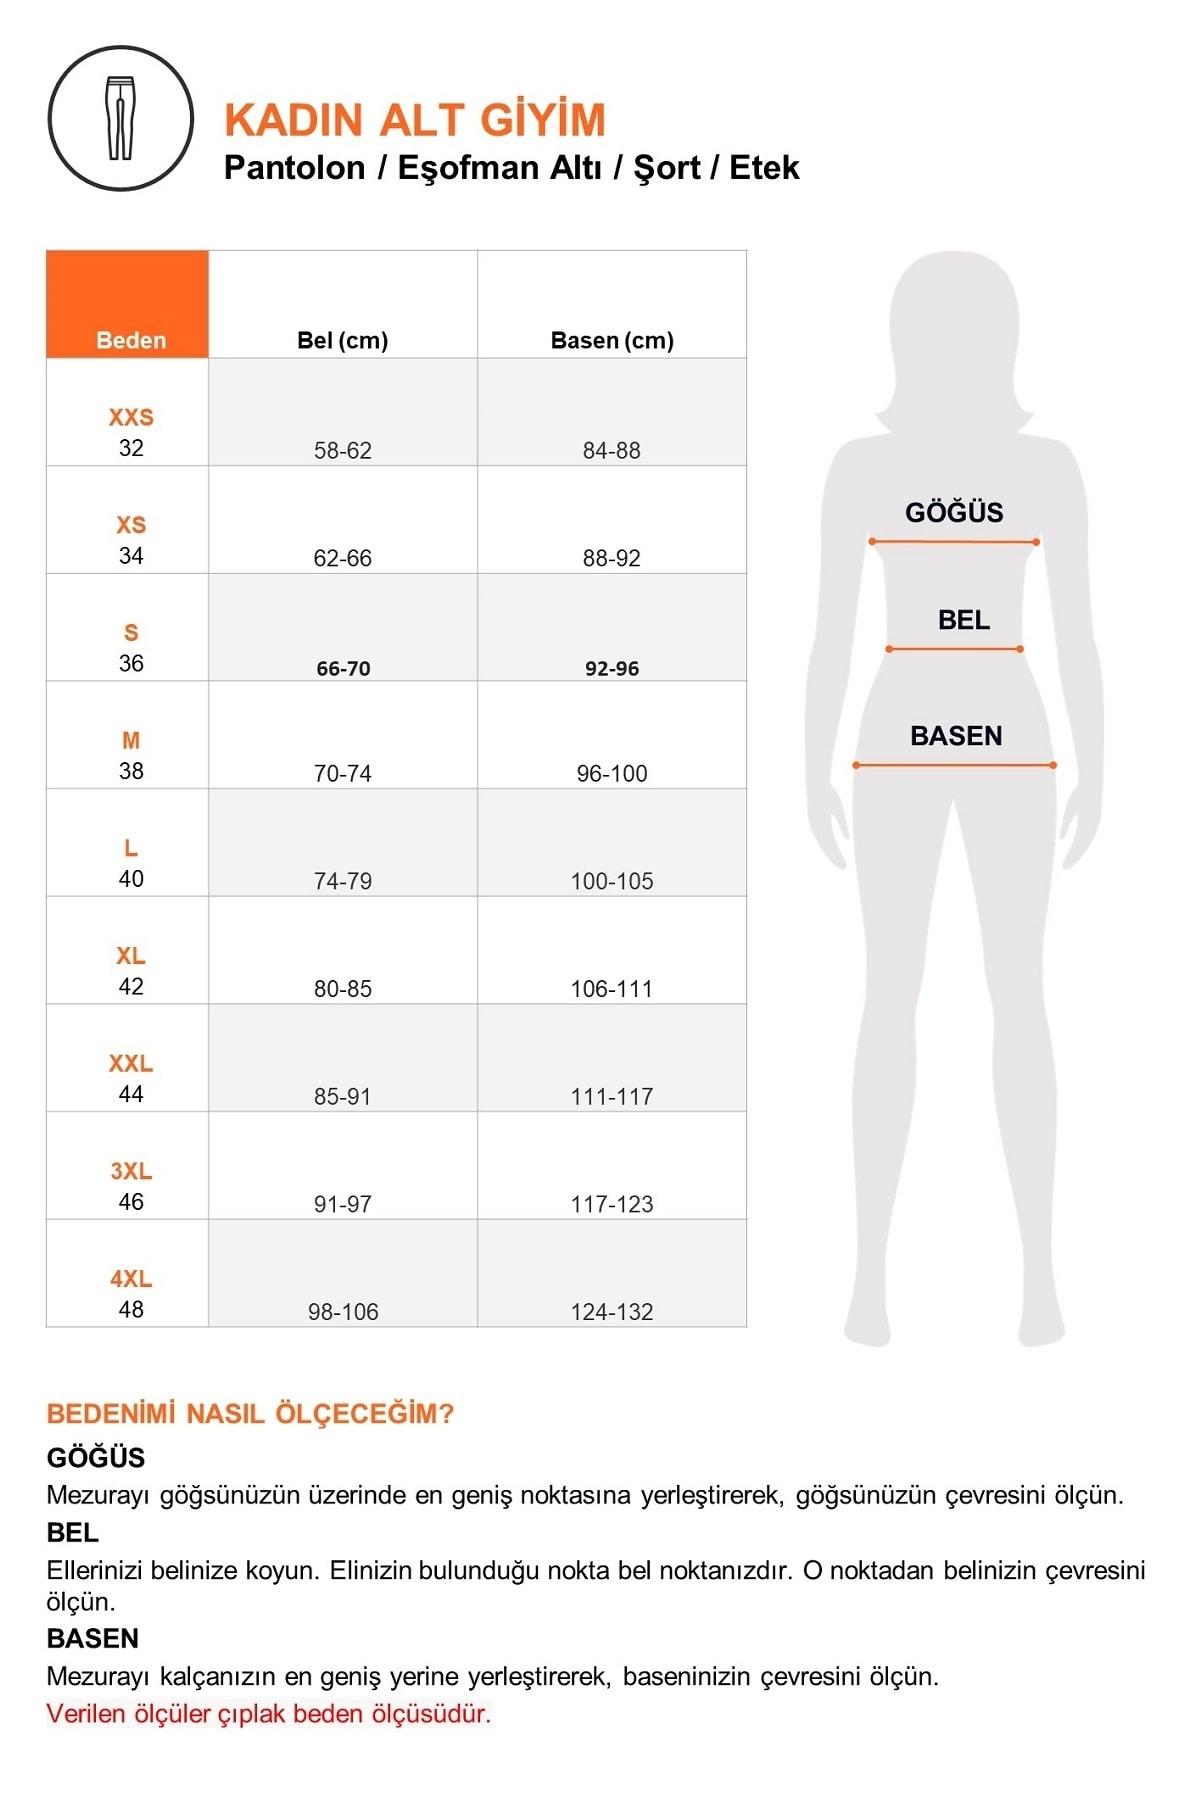 KADIN ALT GİYİM
Pantolon / Eşofman Altı / Şort / Etek
Beden Bel (cm) Basen (cm)
XXS
32 58-62 84-88
XS
34 62-66 88-92
S
36 66-70 92-96
M
38 70-74 96-100
L
40 74-79 100-105
XL
42 80-85 106-111
XXL
44 85-91 111-117
3XL
46 91-97 117-123
4XL
48 98-106 124-132
GÖĞÜS
BEL
BASEN
BEDENİMİ NASIL ÖLÇECEĞİM?
GÖĞÜS
Mezurayı göğsünüzün üzerinde en geniş noktasına yerleştirerek, göğsünüzün çevresini ölçün.
BEL
Ellerinizi belinize koyun. Elinizin bulunduğu nokta bel noktanızdır. O noktadan belinizin çevresini
ölçün.
BASEN
Mezurayı kalçanızın en geniş yerine yerleştirerek, baseninizin çevresini ölçün.
Verilen ölçüler çıplak beden ölçüsüdür.